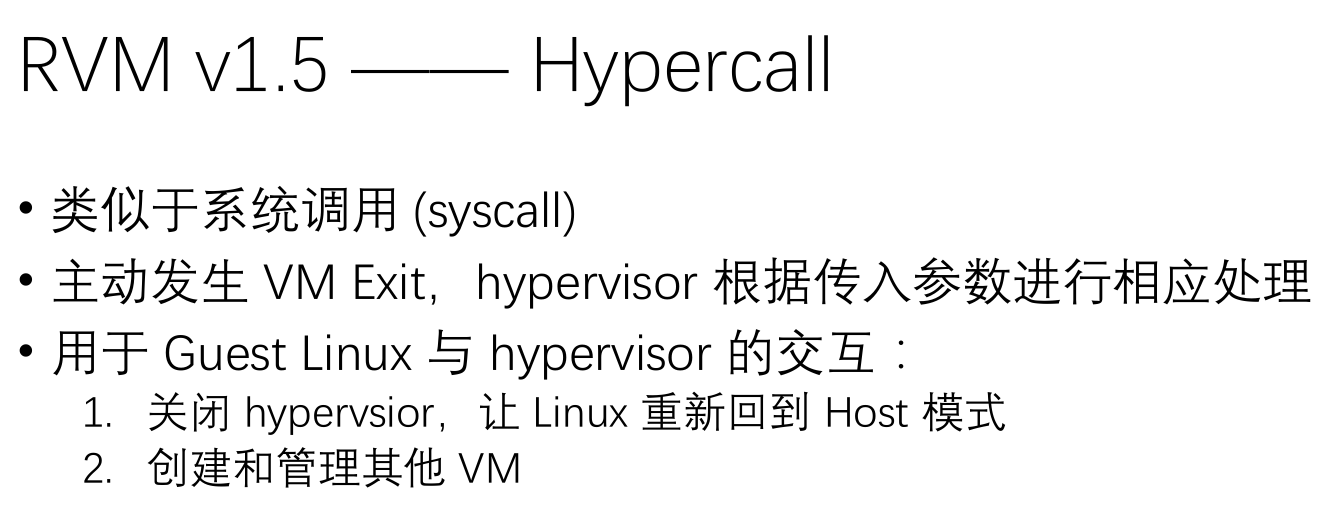 RVM v1.5 —— Hypercall
• 类似于系统调用 (syscall)
• 主动发生 VM Exit，hypervisor 根据传入参数进行相应处理
• 用于 Guest Linux 与 hypervisor 的交互：
1. 关闭 hypervsior，让 Linux 重新回到 Host 模式
2. 创建和管理其他 VM